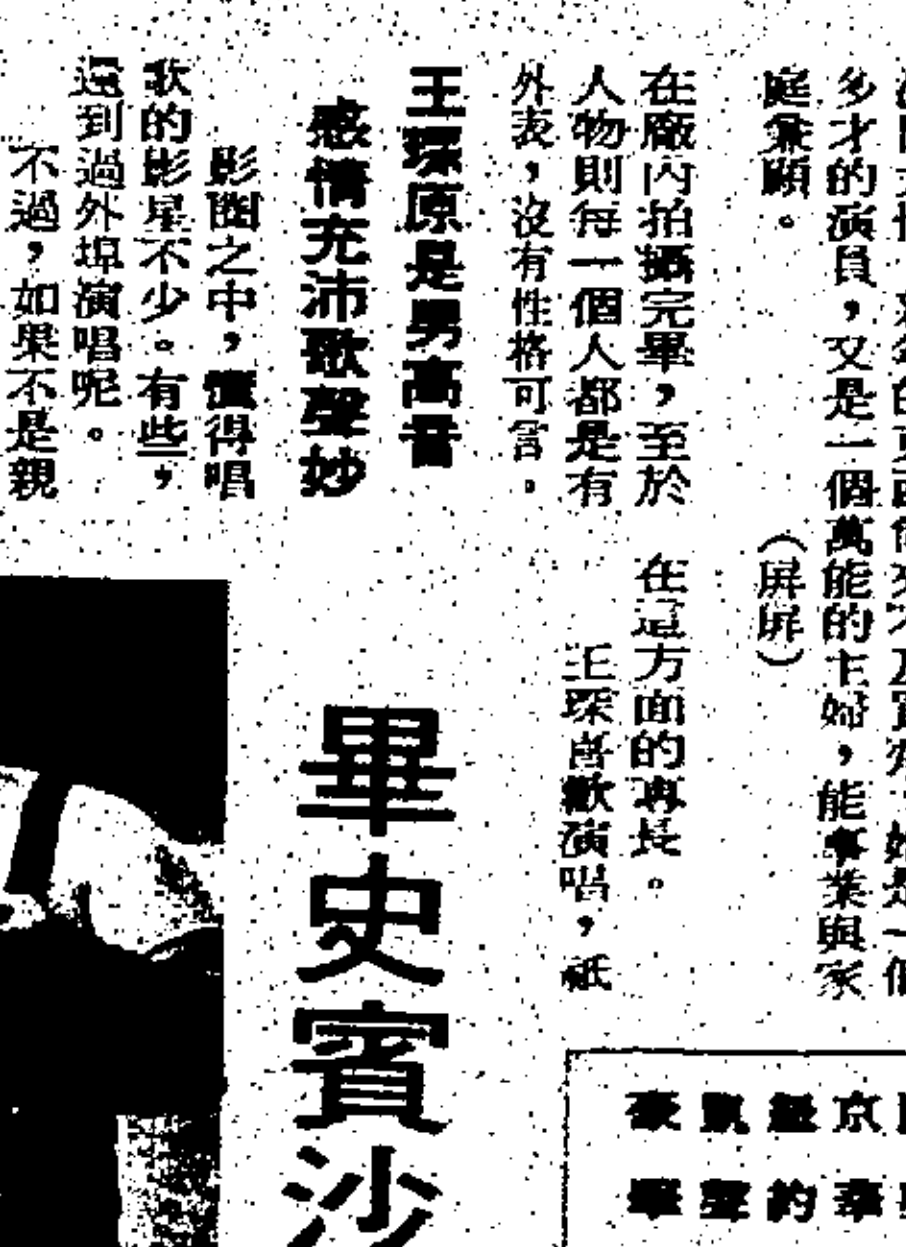 多才的演員,又是一個萬能的主婦,能事業與家
庭兼顧。
(屏屏)
在廠內拍攝完畢,至於
人物則每一個人都是有
外表,沒有性格可言。
王琛原是男高音
感情充沛歌聲妙
影圈之中,懂得唱
歌的影星不少。有些,
還到過外埠演唱呢。
不過,如果不是親
在這方面的專長。
王琛喜歡演唱,祇
畢史賓沙
京華
豪華